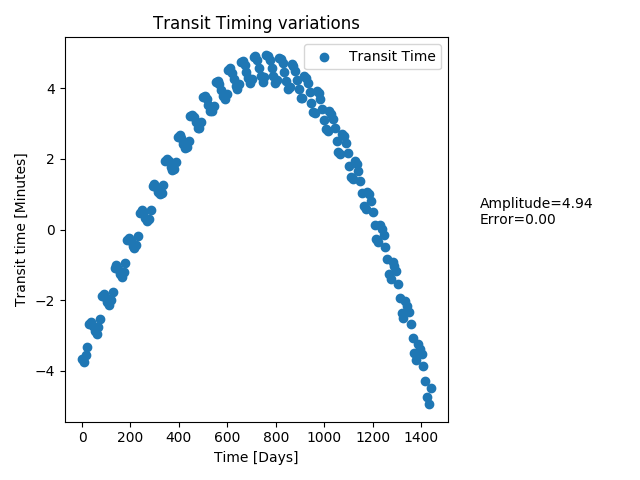 Transit Timing variations
Transit Time
4
2
0
−2
−4
Transit time [Minutes]
0 200 400 600 800 1000 1200 1400
Time [Days]
Amplitude=4.94
Error=0.00